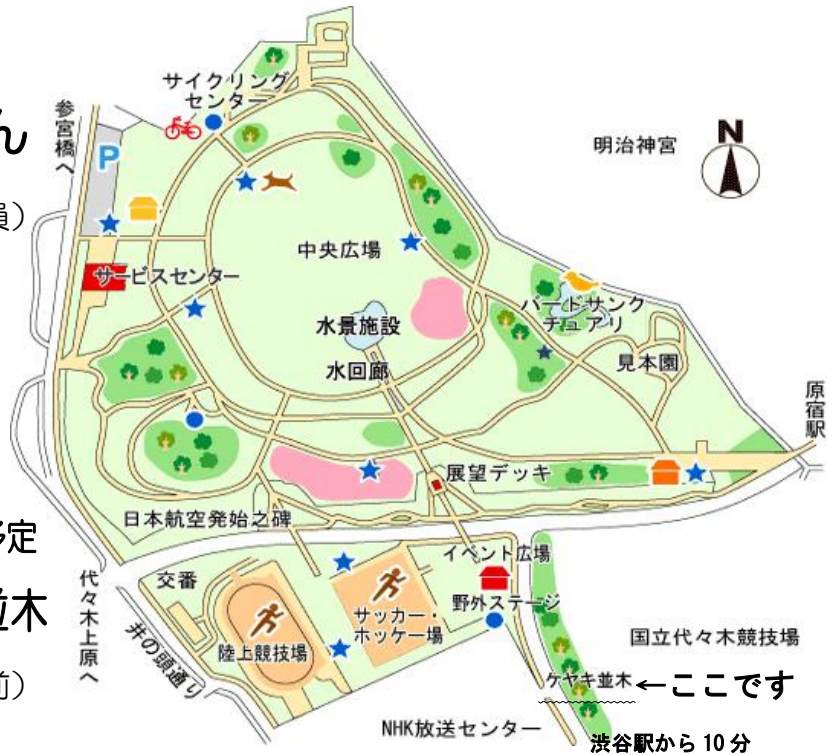 サイクリング
センター
参宮橋へ
ん
P
員）
N
明治神宮
中央広場
サービスセンター
水景施設
水回廊
バードサンク
チュアリ
見本園
原宿駅
展望デッキ
日本航空発始之碑
予定
並木
前）
代々木上原へ
交番
井の頭通り
陸上競技場
サッカー・
ホッケー場
イベント広場
野外ステージ
国立代々木競技場
ケヤキ並木
←ここです
NHK放送センター
渋谷駅から 10 分